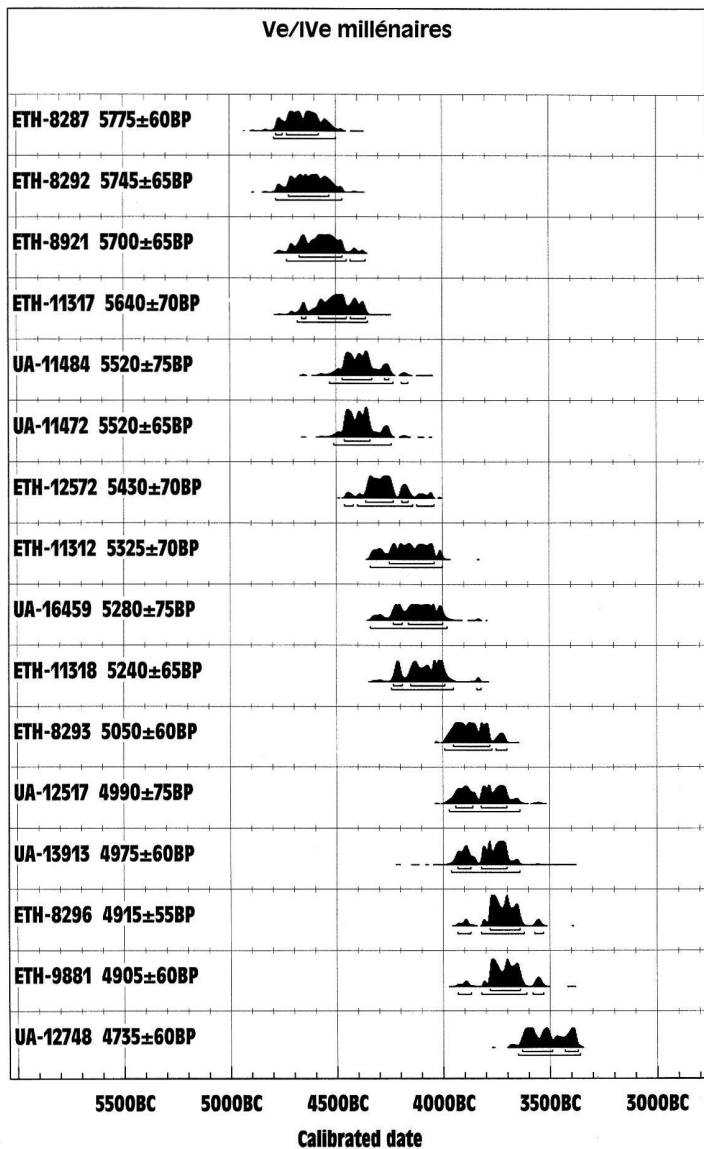 Ve/IVe millénaires
ETH-8287 5775±60BP
ETH-8292 5745±65BP
ETH-8921 5700±65BP
ETH-11317 5640±70BP
UA-11484 5520±75BP
UA-11472 5520±65BP
ETH-12572 5430±70BP
ETH-11312 5325±70BP
UA-16459 5280±75BP
ETH-11318 5240±65BP
ETH-8293 5050±60BP
UA-12517 4990±75BP
UA-13913 4975±60BP
ETH-8296 4915±55BP
ETH-9881 4905±60BP
UA-12748 4735±60BP
5500BC 5000BC 4500BC 4000BC 3500BC 3000BC
Calibrated date